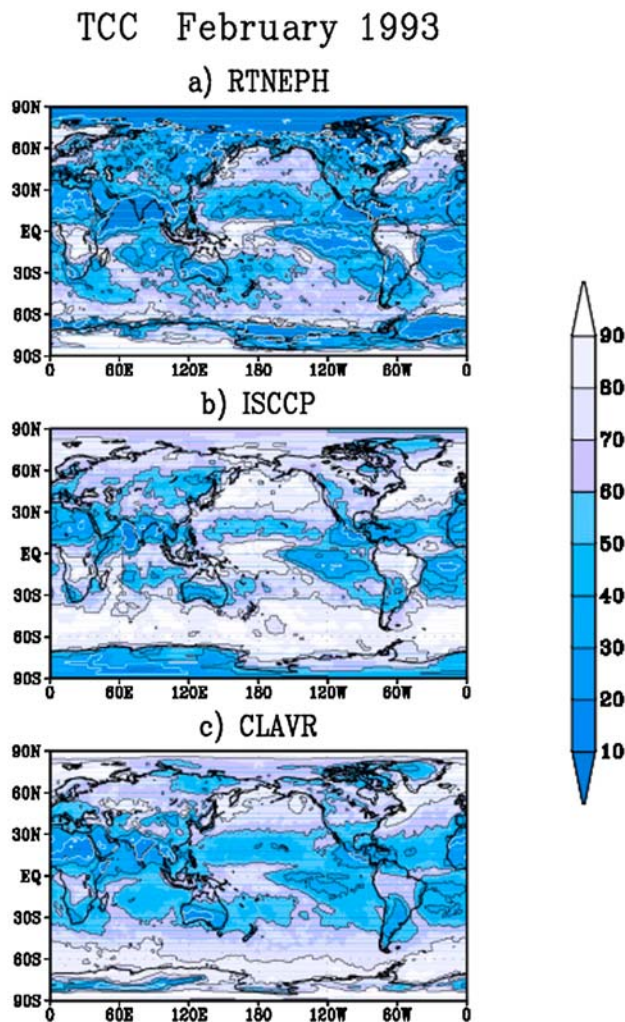 TCC February 1993
a) RTNEPH
90N
60N
30N
EQ
30S
60S
90S
0 60E 120E 180 120W 60W 0
b) ISCCP
90N
60N
30N
EQ
30S
60S
90S
0 60E 120E 180 120W 60W 0
c) CLAVR
90N
60N
30N
EQ
30S
60S
90S
0 60E 120E 180 120W 60W 0
90
80
70
60
50
40
30
20
10